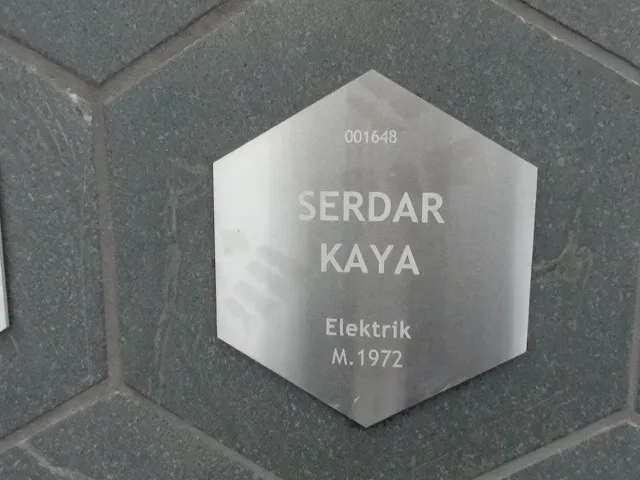 001648
SERDAR
KAYA
Elektrik
M.1972